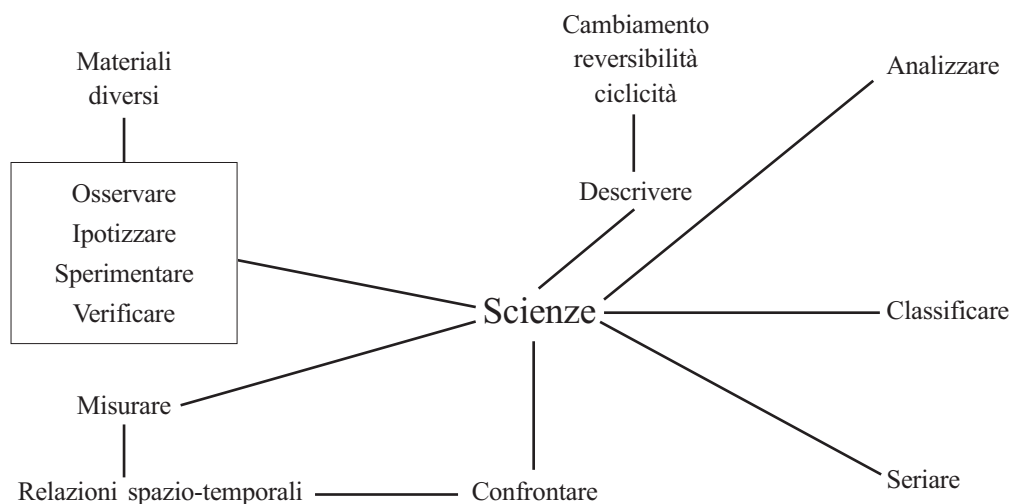 Cambiamento
reversibilità
ciclicità
Materiali
diversi
Analizzare
Osservare
Ipotizzare
Sperimentare
Verificare
Descrivere
Scienze
Classificare
Misurare
Relazioni spazio-temporali
Confrontare
Seriare